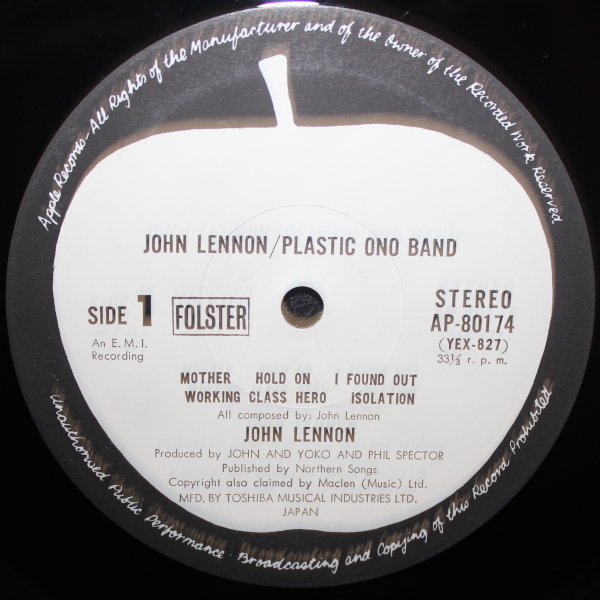 Apple Records-All Rights of the Manufacturer and of the Owner of the Recorded Work Reserved
JOHN LENNON/PLASTIC ONO BAND
SIDE 1
FOLSTER
STEREO
AP-80174
(YEX-827)
33⅓ r. p. m.
An E. M. I.
Recording
MOTHER HOLD ON I FOUND OUT
WORKING CLASS HERO ISOLATION
All composed by: John Lennon
JOHN LENNON
Produced by JOHN AND YOKO AND PHIL SPECTOR
Published by Northern Songs
Copyright also claimed by Maclen (Music) Ltd.
MFD. BY TOSHIBA MUSICAL INDUSTRIES LTD.
JAPAN
Unauthorised Public Performance · Broadcasting and Copying of this Record Prohibited